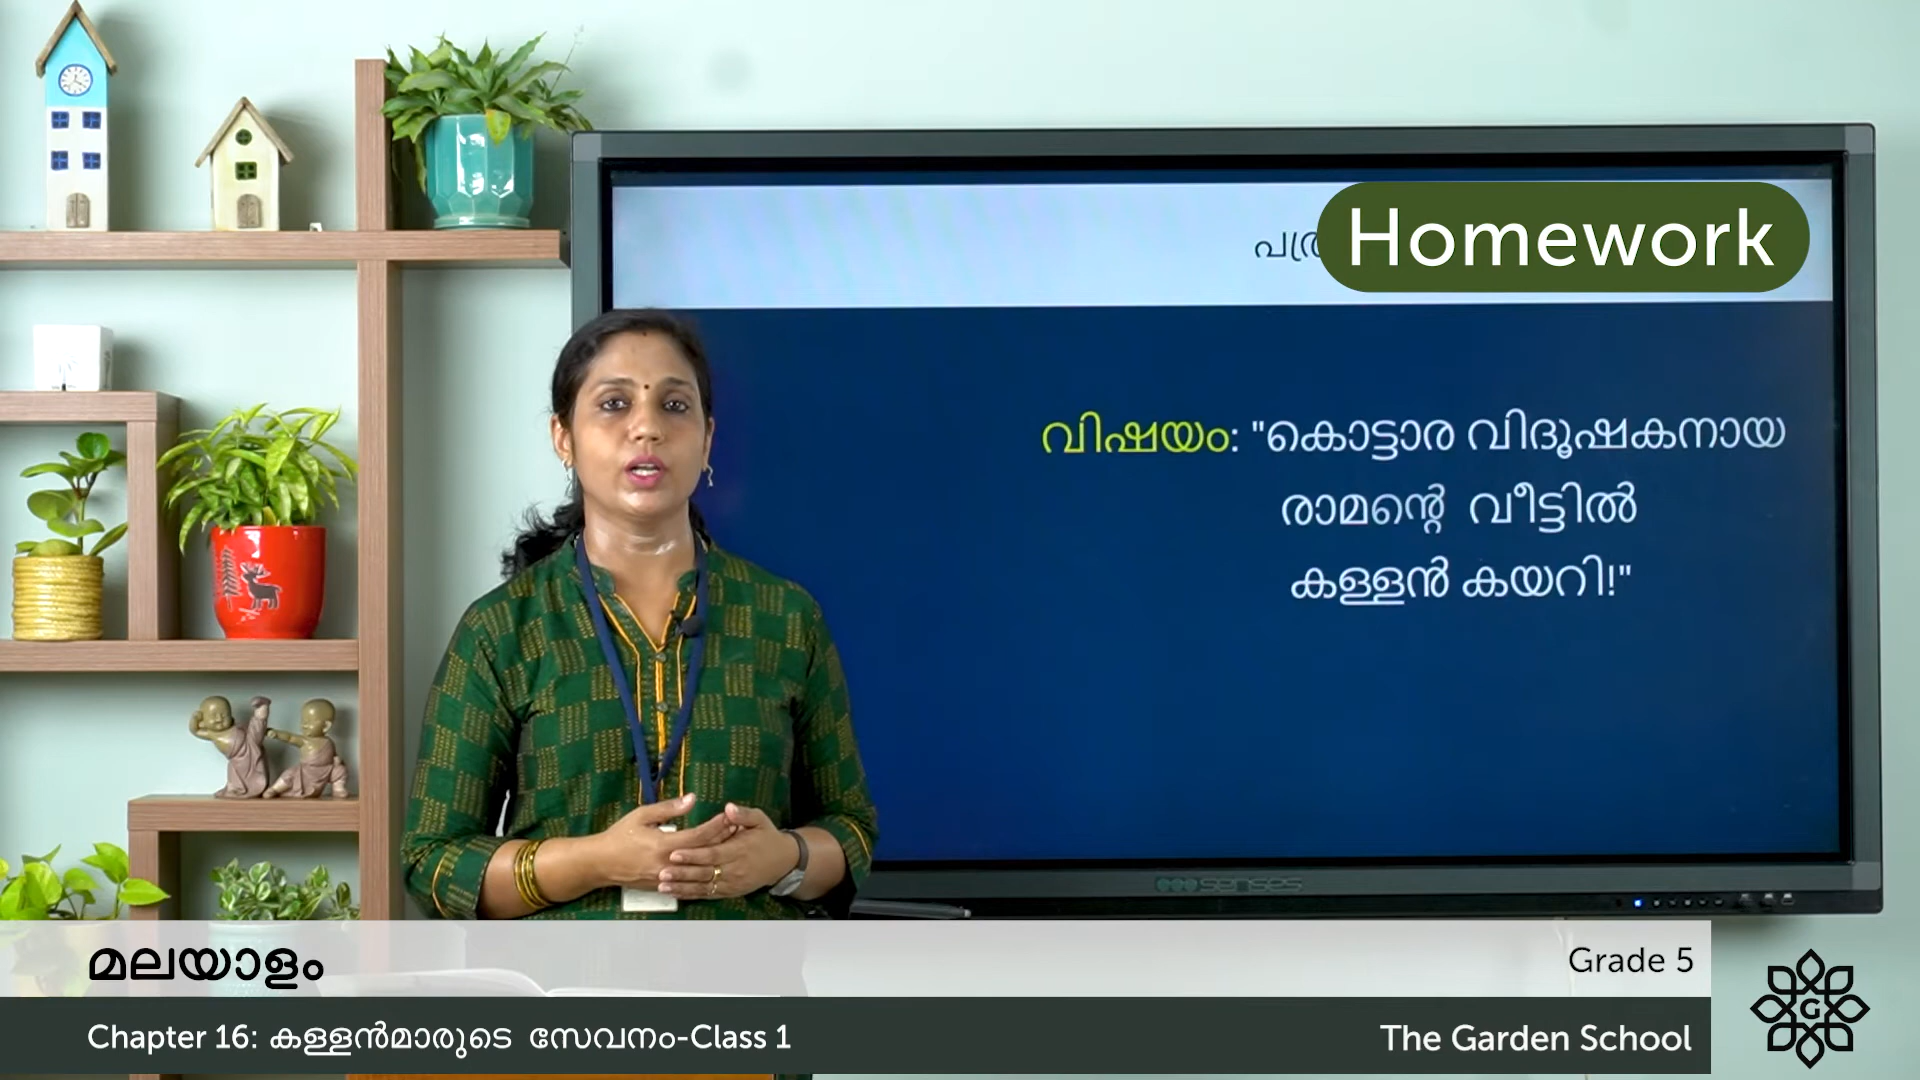 Homework
വിഷയം: "കൊട്ടാര വിദൂഷകനായ
രാമന്റെ വീട്ടിൽ
കള്ളൻ കയറി!"
senses
മലയാളം
Grade 5
Chapter 16: കള്ളൻമാരുടെ സേവനം-Class 1
The Garden School
G